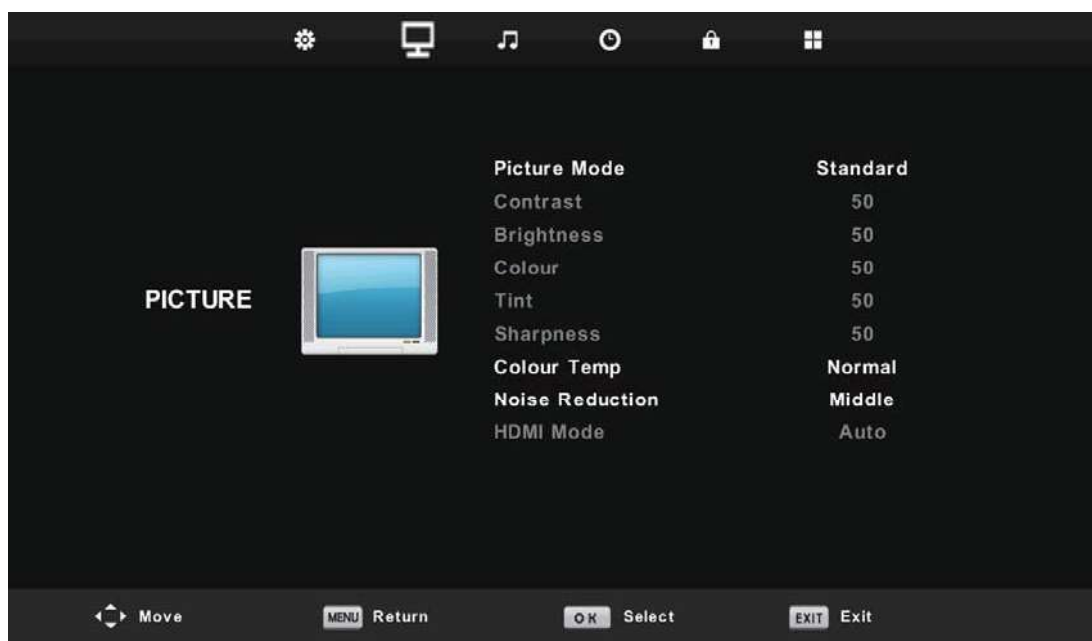 Picture Mode Standard
Contrast 50
Brightness 50
Colour 50
PICTURE
Tint 50
Sharpness 50
Colour Temp Normal
Noise Reduction Middle
HDMI Mode Auto
Move MENU Return OK Select EXIT Exit